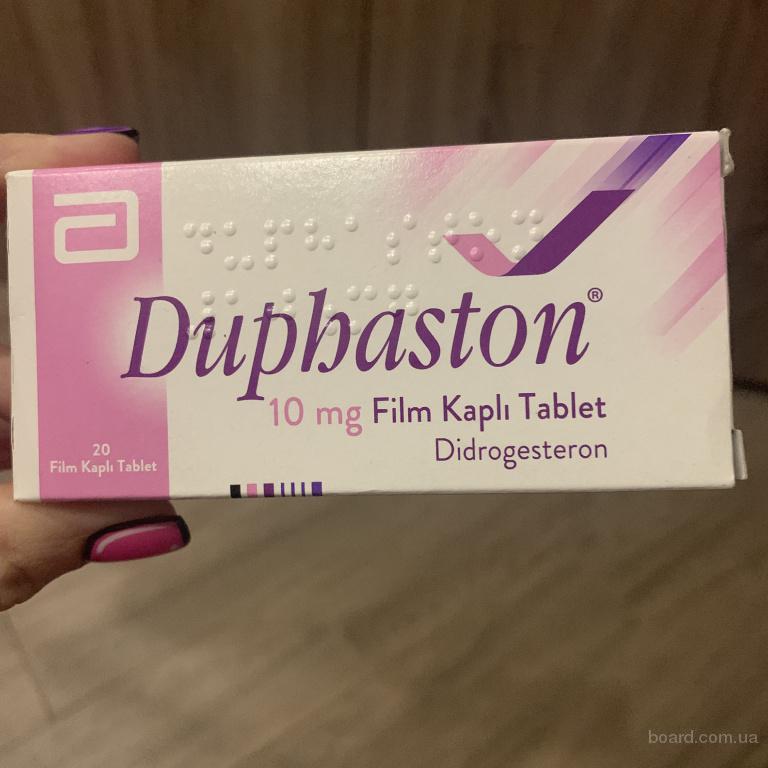 Duphaston®
10 mg Film Kaplı Tablet
Didrogesteron
20
Film Kaplı Tablet
board.com.ua